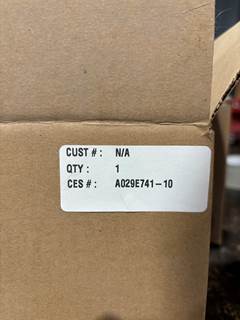 CUST # : N/A
QTY : 1
CES # : A029E741-10